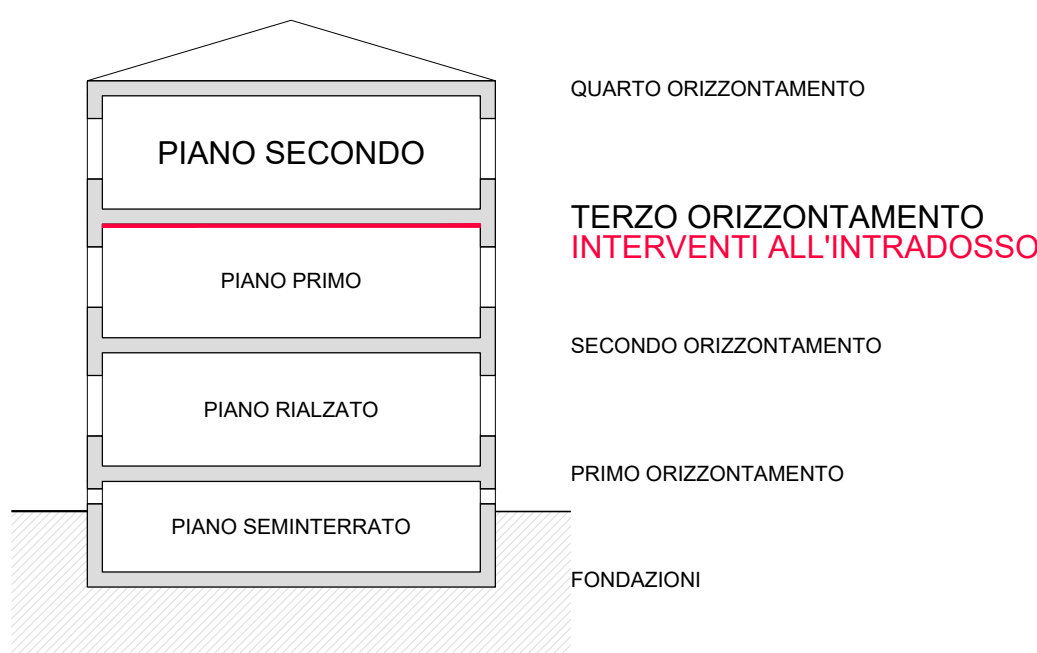 QUARTO ORIZZONTAMENTO
PIANO SECONDO
TERZO ORIZZONTAMENTO
INTERVENTI ALL'INTRADOSSO
PIANO PRIMO
SECONDO ORIZZONTAMENTO
PIANO RIALZATO
PRIMO ORIZZONTAMENTO
PIANO SEMINTERRATO
FONDAZIONI